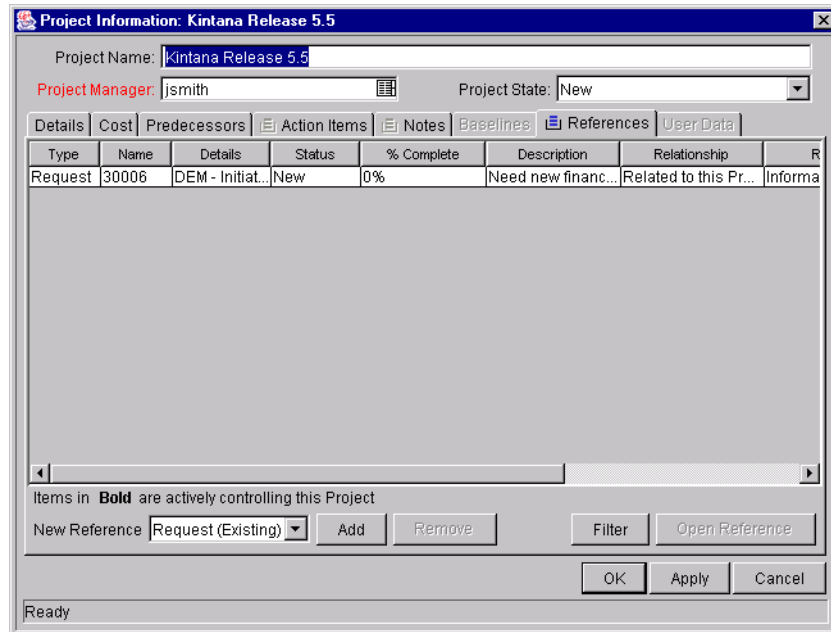 Project Information: Kintana Release 5.5
Project Name: Kintana Release 5.5
Project Manager: jsmith Project State: New
Details Cost Predecessors Action Items Notes Baselines References User Data
Type Name Details Status % Complete Description Relationship R
Request 30006 DEM - Initiat... New 0% Need new financ... Related to this Pr... Informa
Items in Bold are actively controlling this Project
New Reference Request (Existing) Add Remove Filter Open Reference
OK Apply Cancel
Ready